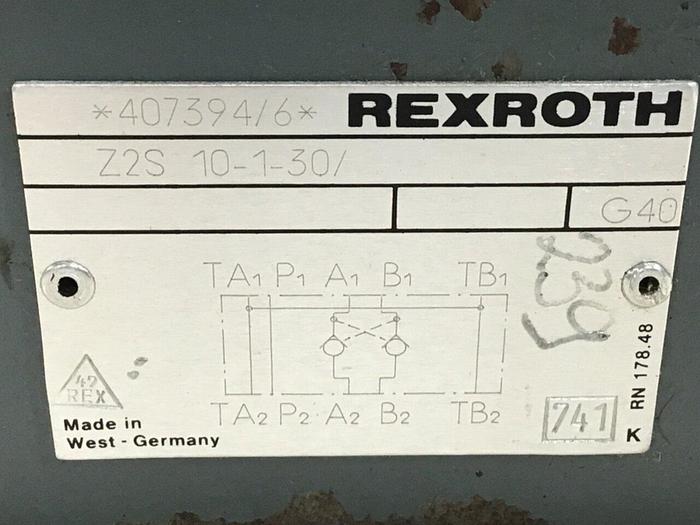 *407394/6* REXROTH
Z2S 10-1-30/
G40
TA1 P1 A1 B1 TB1
239
TA2 P2 A2 B2 TB2
42
REX
Made in
West - Germany
741
K
RN 178.48